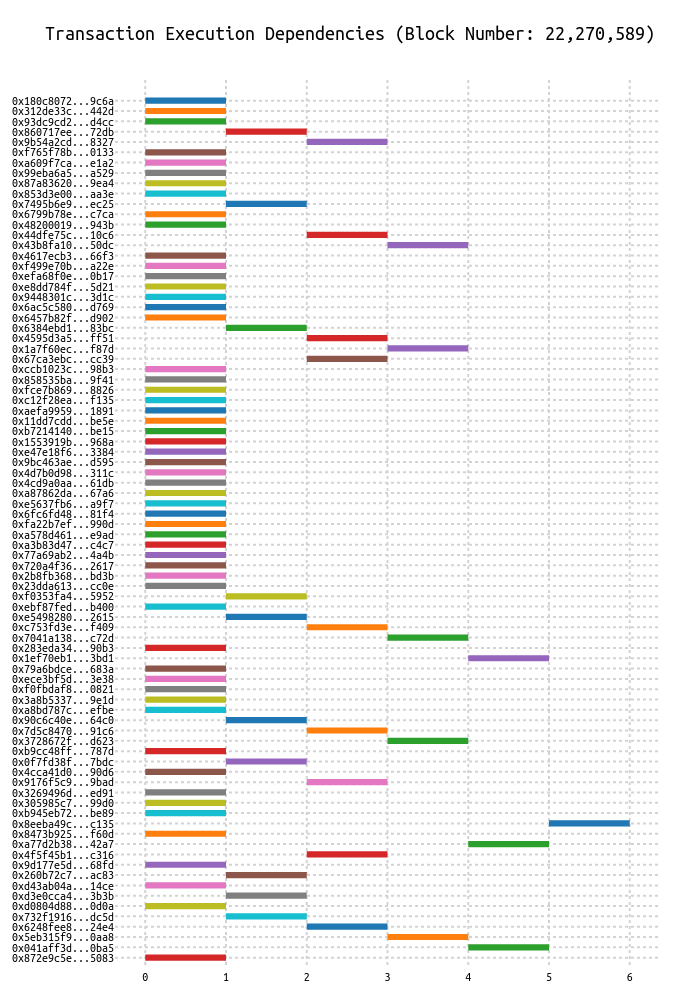 Transaction Execution Dependencies (Block Number: 22,270,589)
0x180c8072...9c6a
0x312de33c...442d
0x93dc9cd2...d4cc
0x860717ee...72db
0x9b54a2cd...8327
0xf765f78b...0133
0xa609f7ca...e1a2
0x99eba6a5...a529
0x87a83620...9ea4
0x853d3e00...aa3e
0x7495b6e9...ec25
0x6799b78e...c7ca
0x48200019...943b
0x44dfe75c...10c6
0x43b8fa10...50dc
0x4617ecb3...66f3
0xf499e70b...a22e
0xefa68f0e...0b17
0xe8dd784f...5d21
0x9448301c...3d1c
0x6ac5c580...d769
0x6457b82f...d902
0x6384ebd1...83bc
0x4595d3a5...ff51
0x1a7f60ec...f87d
0x67ca3ebc...cc39
0xccb1023c...98b3
0x858535ba...9f41
0xfce7b869...8826
0xc12f28ea...f135
0xaefa9959...1891
0x11dd7cdd...be5e
0xb7214140...be15
0x1553919b...968a
0xe47e18f6...3384
0x9bc463ae...d595
0x4d7b0d98...311c
0x4cd9a0aa...61db
0xa87862da...67a6
0xe5637fb6...a9f7
0x6fc6fd48...81f4
0xfa22b7ef...990d
0xa578d461...e9ad
0xa3b83d47...c4c7
0x77a69ab2...4a4b
0x720a4f36...2617
0x2b8fb368...bd3b
0x23dda613...cc0e
0xf0353fa4...5952
0xebf87fed...b400
0xe5498280...2615
0xc753fd3e...f409
0x7041a138...c72d
0x283eda34...90b3
0x1ef70eb1...3bd1
0x79a6bdce...683a
0xece3bf5d...3e38
0xf0fbdaf8...0821
0x3a8b5337...9e1d
0xa8bd787c...efbe
0x90c6c40e...64c0
0x7d5c8470...91c6
0x3728672f...d623
0xb9cc48ff...787d
0x0f7fd38f...7bdc
0x4cca41d0...90d6
0x9176f5c9...9bad
0x3269496d...ed91
0x305985c7...99d0
0xb945eb72...be89
0x8eeba49c...c135
0x8473b925...f60d
0xa77d2b38...42a7
0x4f5f45b1...c316
0x9d177e5d...68fd
0x260b72c7...ac83
0xd43ab04a...14ce
0xd3e0cca4...3b3b
0xd0804d88...0d0a
0x732f1916...dc5d
0x6248fee8...24e4
0x5eb315f9...0aa8
0x041aff3d...0ba5
0x872e9c5e...5083
0 1 2 3 4 5 6